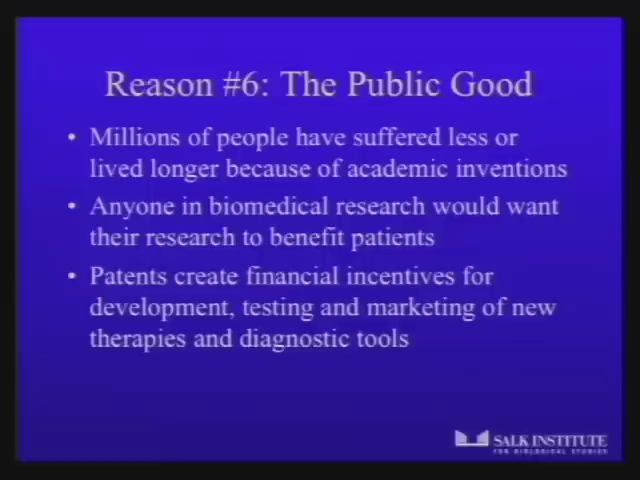 Reason #6: The Public Good
• Millions of people have suffered less or
lived longer because of academic inventions
• Anyone in biomedical research would want
their research to benefit patients
• Patents create financial incentives for
development, testing and marketing of new
therapies and diagnostic tools
SALK INSTITUTE
FOR BIOLOGICAL STUDIES